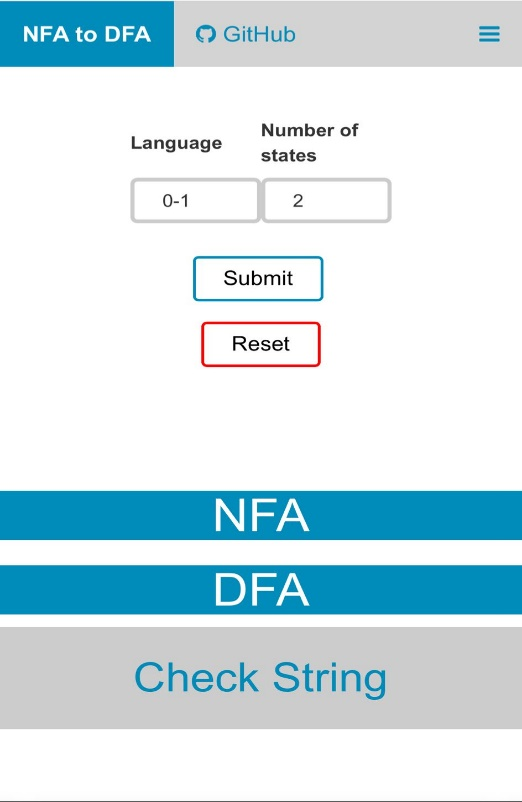 NFA to DFA GitHub
Language Number of
states
0-1 2
Submit
Reset
NFA
DFA
Check String